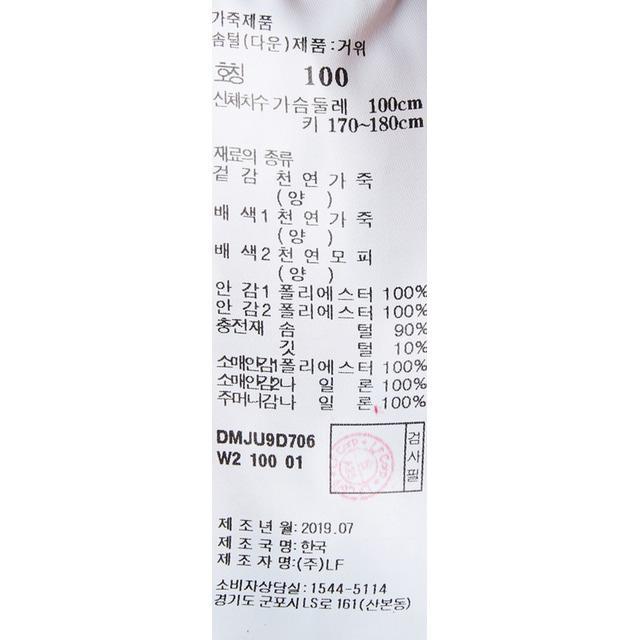 가죽제품
솜털(다운)제품:거위
호칭 100
신체치수 가슴둘레 100cm
키 170~180cm
재료의 종류
겉감 천연가죽
(양)
배색1 천연가죽
(양)
배색2 천연모피
(양)
안감1 폴리에스터 100%
안감2 폴리에스터 100%
충전재 솜털 90%
깃털 10%
소매안감1 폴리에스터 100%
소매안감2 나일론 100%
주머니감 나일론 100%
DMJU9D706
W2 100 01
검사필
제조년월:2019.07
제조국명:한국
제조자명:(주)LF
소비자상담실:1544-5114
경기도 군포시 LS로 161(산본동)